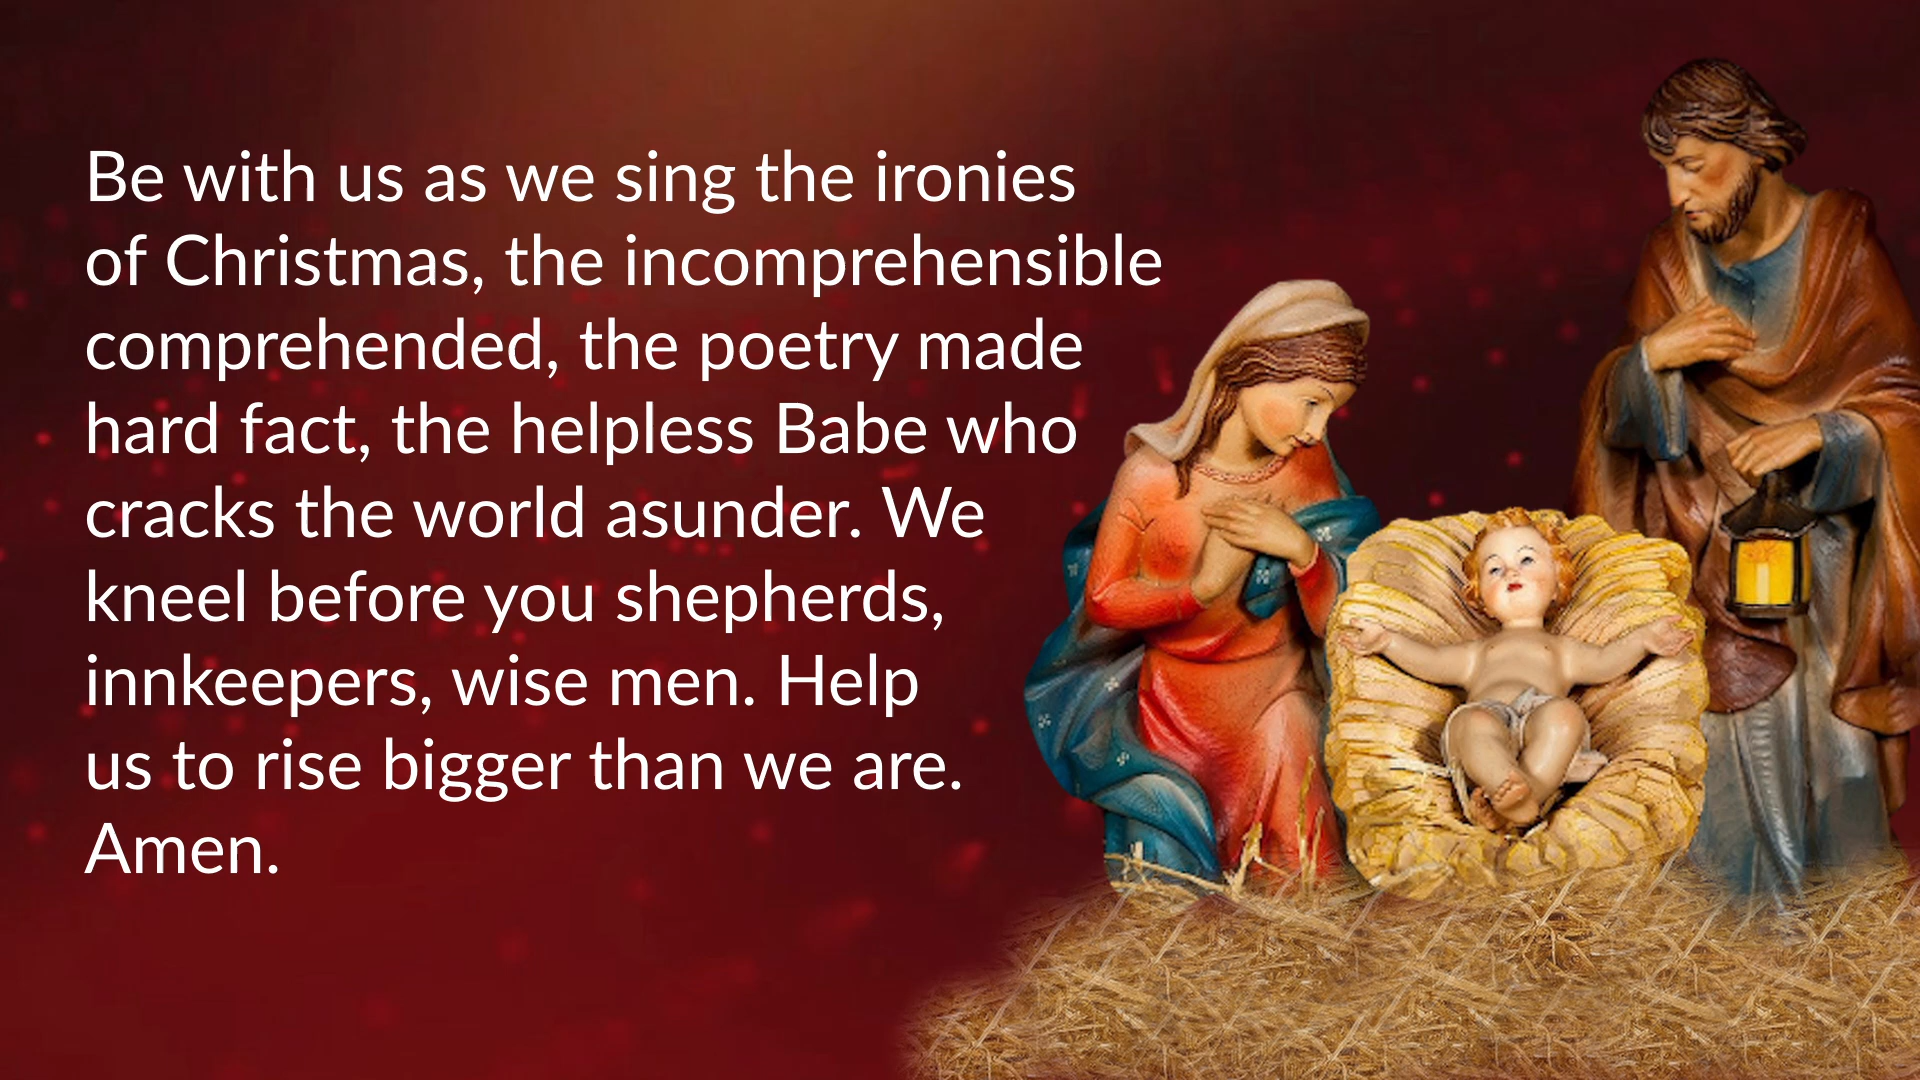 Be with us as we sing the ironies
of Christmas, the incomprehensible
comprehended, the poetry made
hard fact, the helpless Babe who
cracks the world asunder. We
kneel before you shepherds,
innkeepers, wise men. Help
us to rise bigger than we are.
Amen.